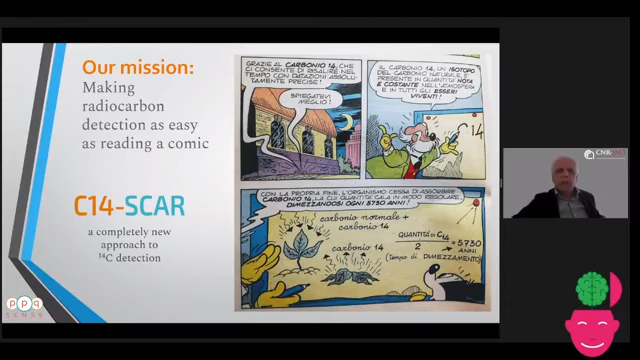 Our mission:
Making
radiocarbon
detection as easy
as reading a comic
C14-SCAR
a completely new
approach to
¹⁴C detection
ppq
SENSE
GRAZIE AL CARBONIO 14, CHE
CI CONSENTE DI RISALIRE NEL
TEMPO CON DATAZIONI ASSOLU-
TAMENTE PRECISE!
SPIEGATEVI
MEGLIO!
IL CARBONIO 14, UN ISOTOPO
DEL CARBONIO NATURALE, È
PRESENTE IN QUANTITÀ NOTA
E COSTANTE NELL'ATMOSFERA
E IN TUTTI GLI ESSERI
VIVENTI!
C14
CON LA PROPRIA FINE, L'ORGANISMO CESSA DI ASSORBIRE
CARBONIO 14, LA CUI QUANTITÀ CALA IN MODO REGOLARE,
DIMEZZANDOSI OGNI 5730 ANNI!
carbonio normale +
carbonio 14
carbonio 14
QUANTITÀ DI C14
2
= 5730
ANNI
(tempo di DIMEZZAMENTO)
CNR-INO